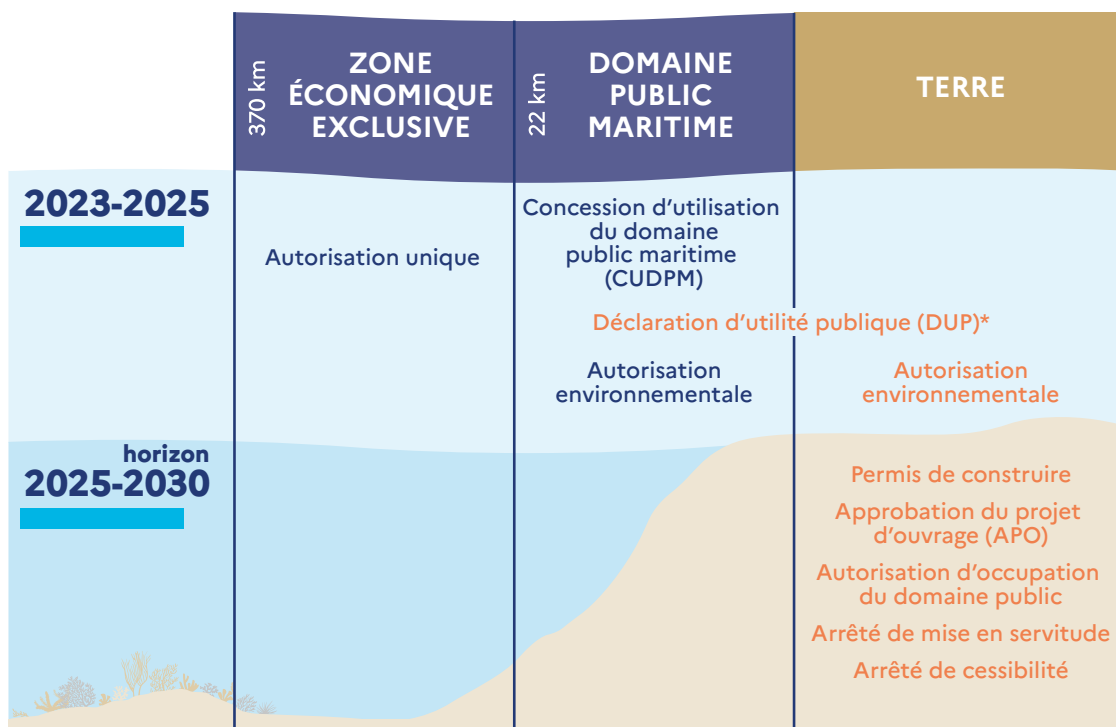 370 km
ZONE
ÉCONOMIQUE
EXCLUSIVE
22 km
DOMAINE
PUBLIC
MARITIME
TERRE
2023-2025
Autorisation unique
Concession d’utilisation
du domaine
public maritime
(CUDPM)
Déclaration d’utilité publique (DUP)*
Autorisation
environnementale
Autorisation
environnementale
horizon
2025-2030
Permis de construire
Approbation du projet
d’ouvrage (APO)
Autorisation d’occupation
du domaine public
Arrêté de mise en servitude
Arrêté de cessibilité